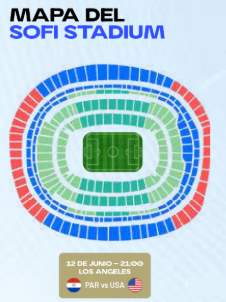 MAPA DEL
SOFI STADIUM
12 DE JUNIO - 21:00
LOS ANGELES
PAR vs USA